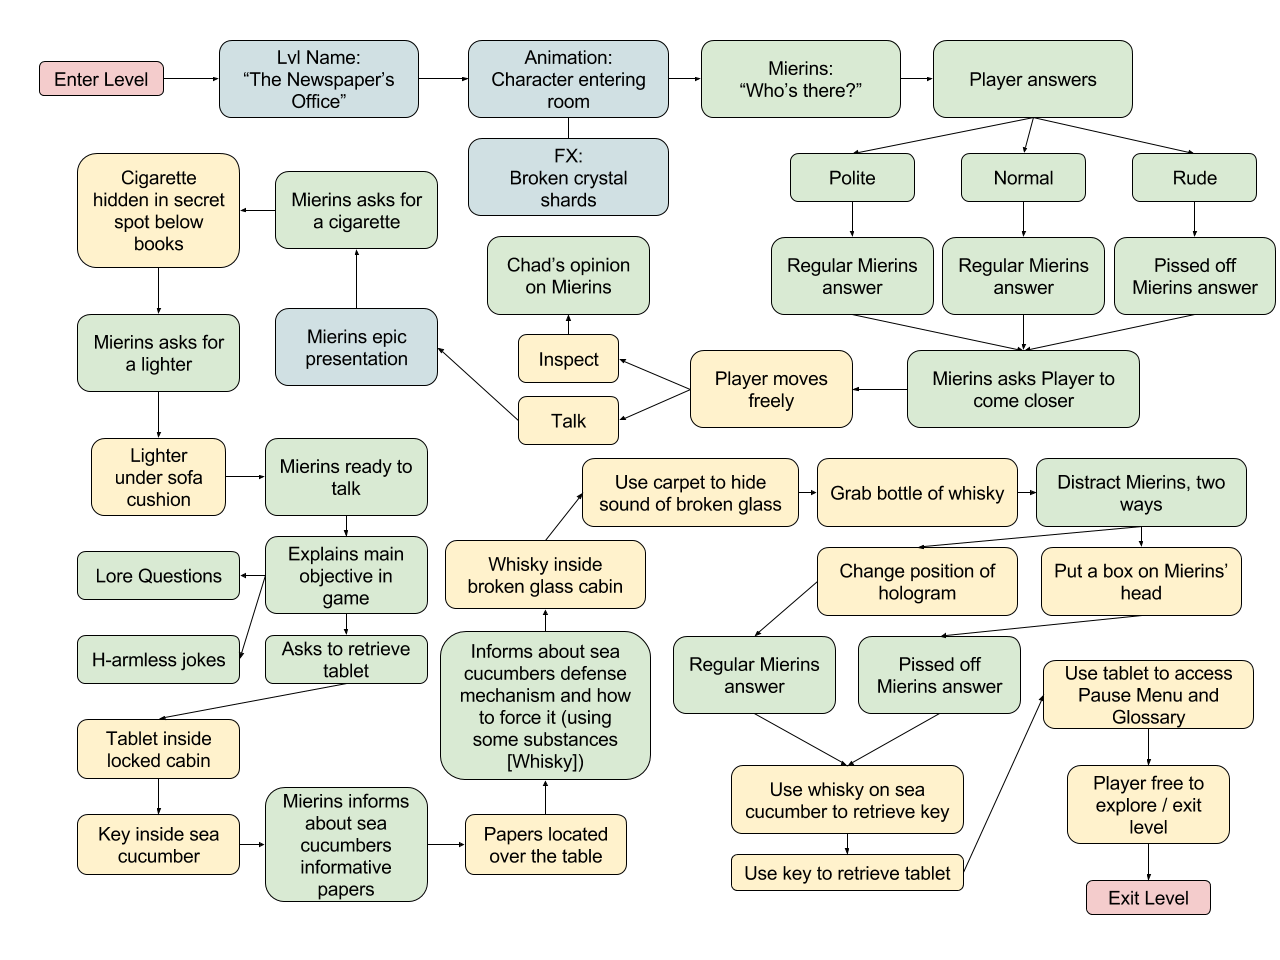 Enter Level
Lvl Name:
“The Newspaper’s
Office”
Animation:
Character entering
room
Mierins:
“Who’s there?”
Player answers
FX:
Broken crystal
shards
Polite
Normal
Rude
Regular Mierins
answer
Regular Mierins
answer
Pissed off
Mierins answer
Mierins asks Player to
come closer
Player moves
freely
Inspect
Chad’s opinion
on Mierins
Talk
Mierins epic
presentation
Mierins asks for
a cigarette
Cigarette
hidden in secret
spot below
books
Mierins asks for
a lighter
Lighter
under sofa
cushion
Mierins ready to
talk
Explains main
objective in
game
Lore Questions
H-armless jokes
Asks to retrieve
tablet
Tablet inside
locked cabin
Key inside sea
cucumber
Mierins informs
about sea
cucumbers
informative
papers
Papers located
over the table
Informs about sea
cucumbers defense
mechanism and how
to force it (using
some substances
[Whisky])
Whisky inside
broken glass cabin
Use carpet to hide
sound of broken glass
Grab bottle of whisky
Distract Mierins, two
ways
Change position of
hologram
Put a box on Mierins’
head
Regular Mierins
answer
Pissed off
Mierins answer
Use whisky on sea
cucumber to retrieve key
Use key to retrieve tablet
Use tablet to access
Pause Menu and
Glossary
Player free to
explore / exit
level
Exit Level